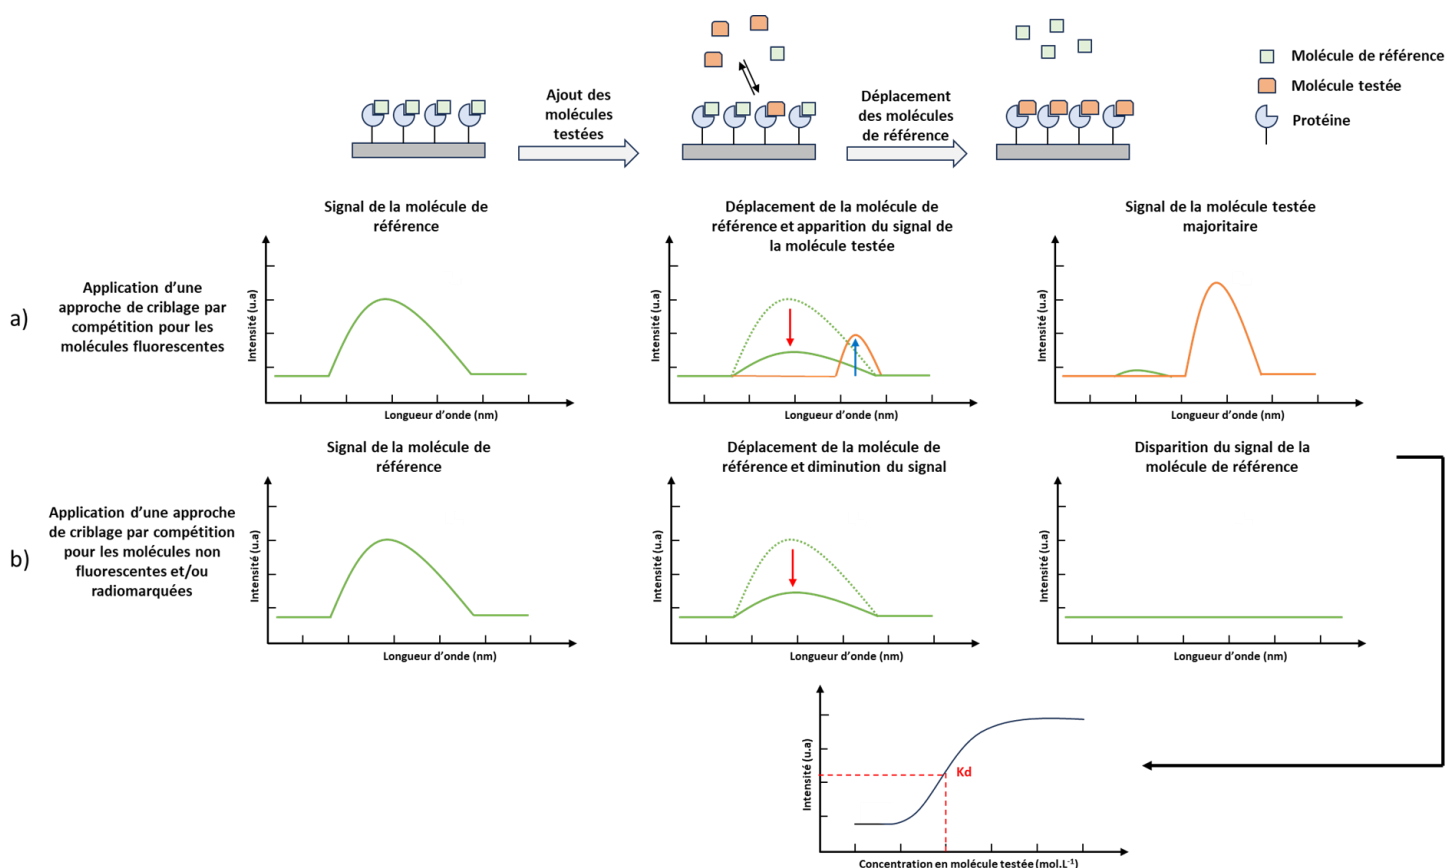 Ajout des
molécules
testées
Déplacement
des molécules
de référence
Molécule de référence
Molécule testée
Protéine
a)
Application d’une
approche de criblage par
compétition pour les
molécules fluorescentes
Signal de la molécule de
référence
Intensité (u.a)
Longueur d’onde (nm)
Déplacement de la molécule de
référence et apparition du signal de
la molécule testée
Intensité (u.a)
Longueur d’onde (nm)
Signal de la molécule testée
majoritaire
Intensité (u.a)
Longueur d’onde (nm)
b)
Application d’une approche
de criblage par compétition
pour les molécules non
fluorescentes et/ou
radiomarquées
Signal de la molécule de
référence
Intensité (u.a)
Longueur d’onde (nm)
Déplacement de la molécule de
référence et diminution du signal
Intensité (u.a)
Longueur d’onde (nm)
Disparition du signal de la
molécule de référence
Intensité (u.a)
Longueur d’onde (nm)
Intensité (u.a)
Kd
Concentration en molécule testée (mol.L⁻¹)